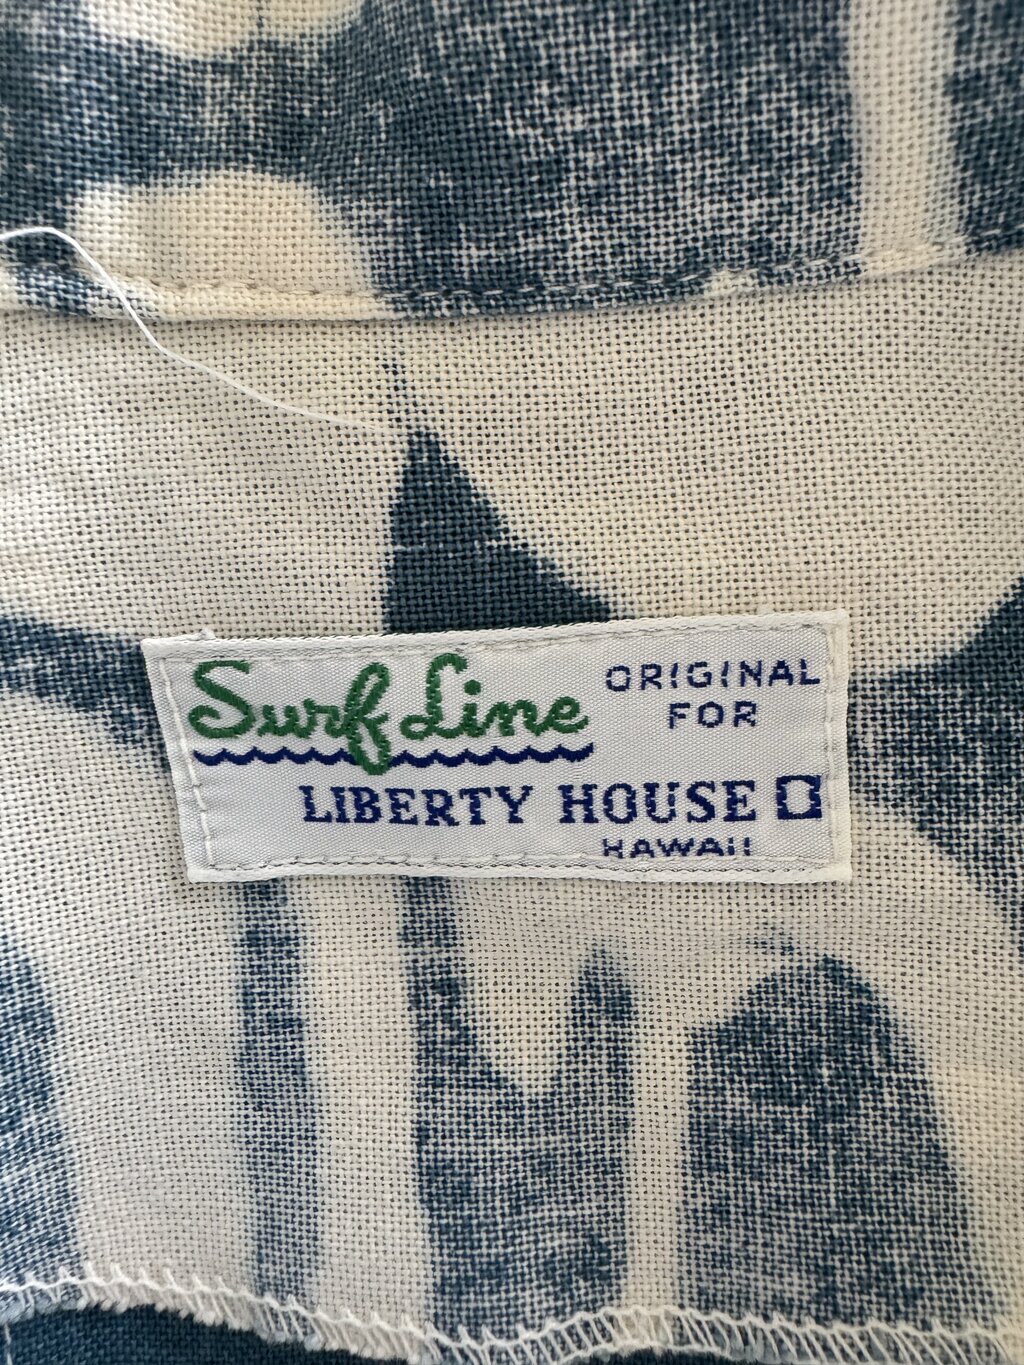 Surf Line
ORIGINAL
FOR
LIBERTY HOUSE
HAWAII